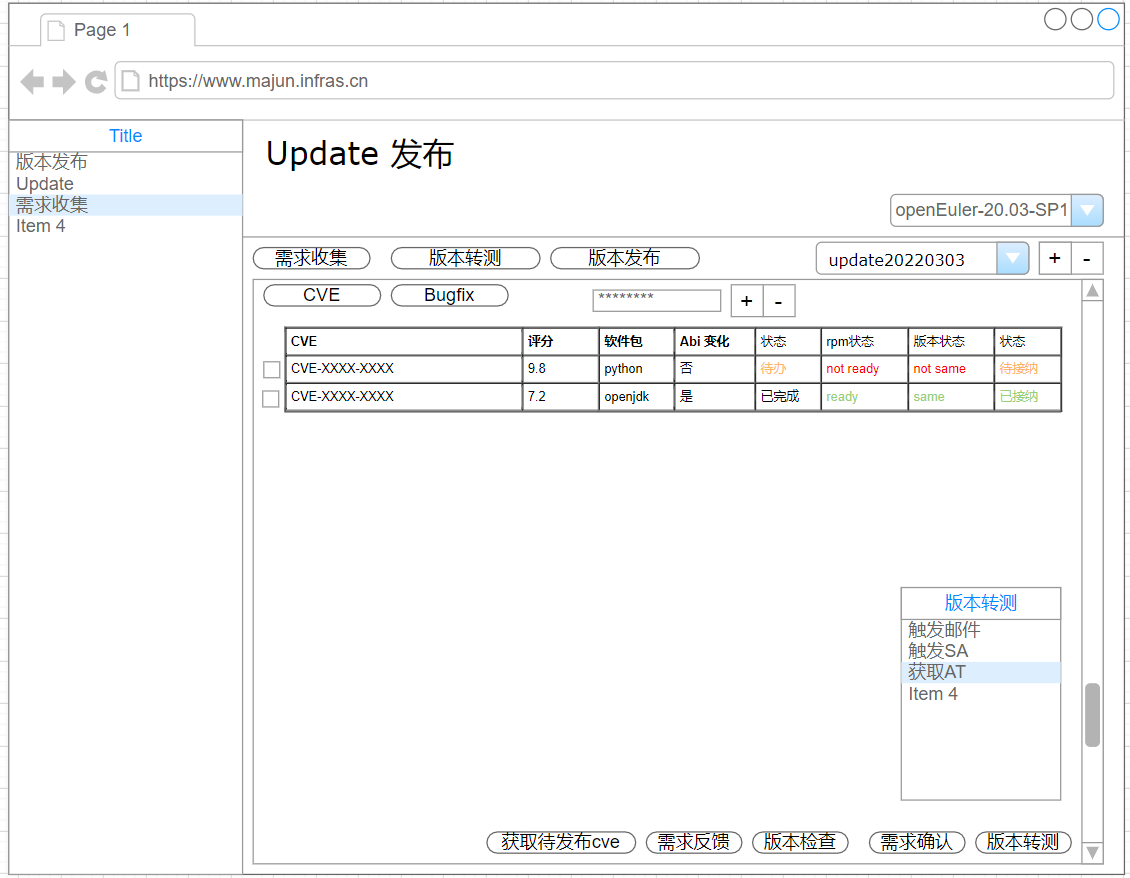 Page 1
https://www.majun.infras.cn
Title
版本发布
Update
需求收集
Item 4
Update 发布
openEuler-20.03-SP1
需求收集 版本转测 版本发布 update20220303 + -
CVE Bugfix ******** + -
CVE 评分 软件包 Abi 变化 状态 rpm状态 版本状态 状态
CVE-XXXX-XXXX 9.8 python 否 待办 not ready not same 待接纳
CVE-XXXX-XXXX 7.2 openjdk 是 已完成 ready same 已接纳
版本转测
触发邮件
触发SA
获取AT
Item 4
获取待发布cve 需求反馈 版本检查 需求确认 版本转测